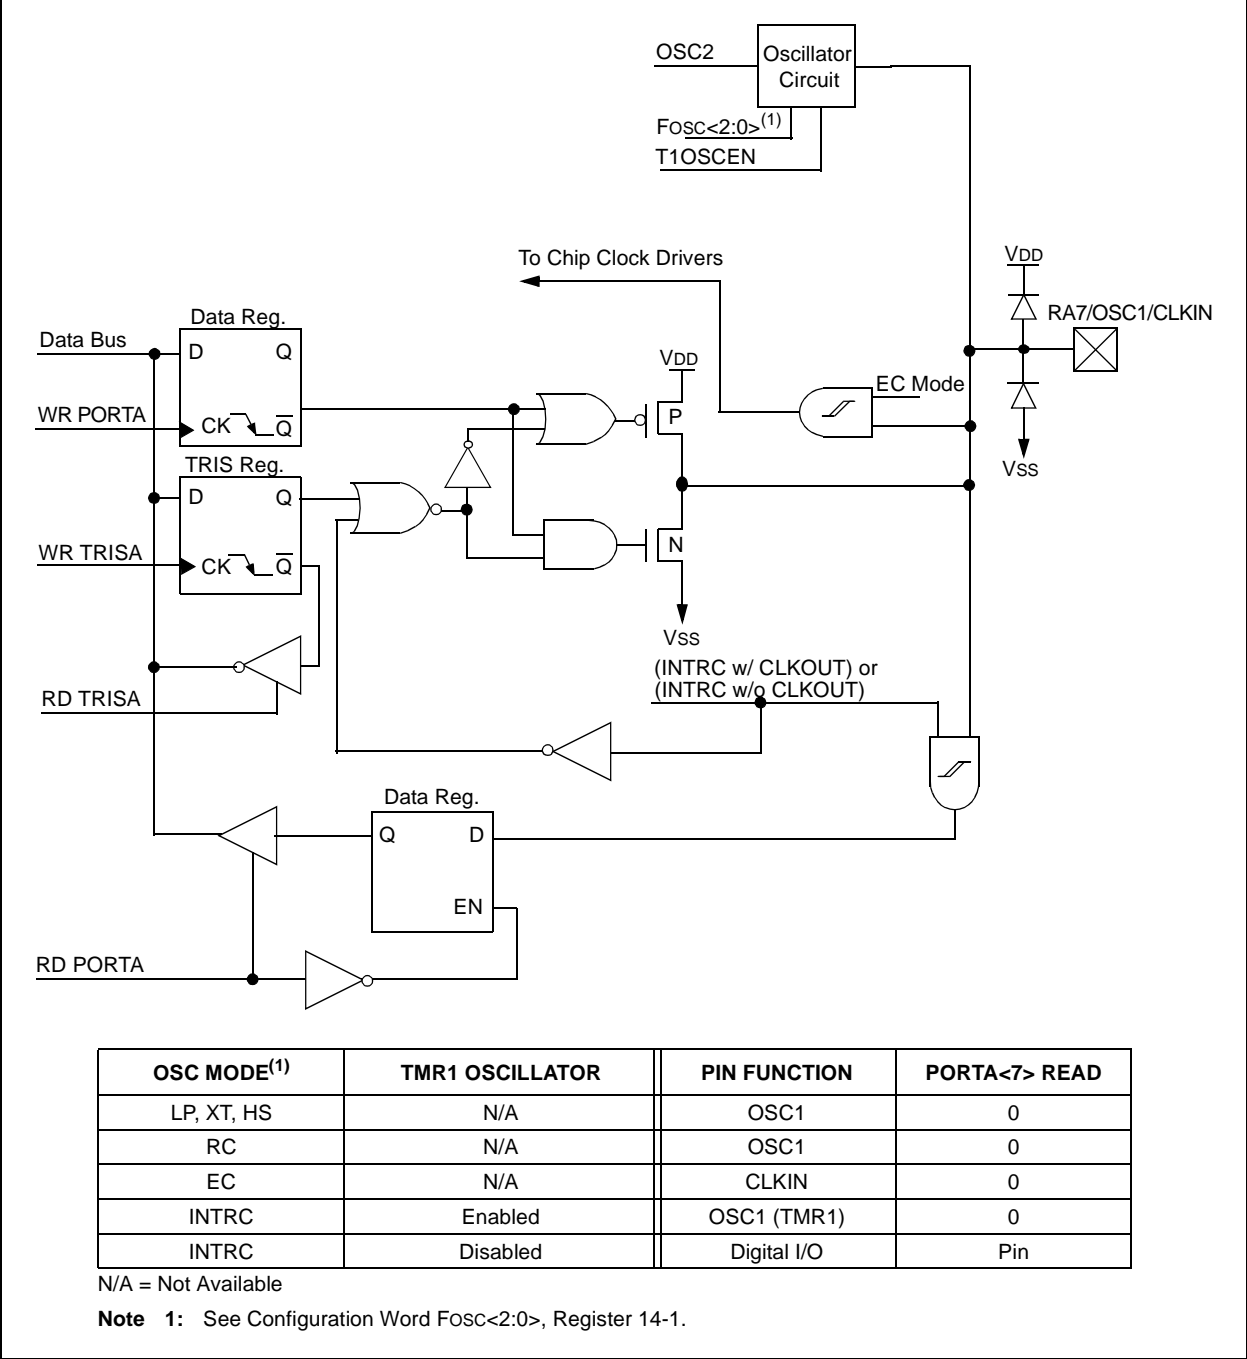 OSC2
Oscillator
Circuit
FOSC<2:0>(1)
T1OSCEN
To Chip Clock Drivers
VDD
RA7/OSC1/CLKIN
Data Reg.
Data Bus
D Q
VDD
EC Mode
WR PORTA
CK Q
P
VSS
TRIS Reg.
D Q
WR TRISA
CK Q
N
VSS
(INTRC w/ CLKOUT) or
(INTRC w/o CLKOUT)
RD TRISA
Data Reg.
Q D
EN
RD PORTA
OSC MODE(1) TMR1 OSCILLATOR PIN FUNCTION PORTA<7> READ
LP, XT, HS N/A OSC1 0
RC N/A OSC1 0
EC N/A CLKIN 0
INTRC Enabled OSC1 (TMR1) 0
INTRC Disabled Digital I/O Pin
N/A = Not Available
Note 1: See Configuration Word FOSC<2:0>, Register 14-1.